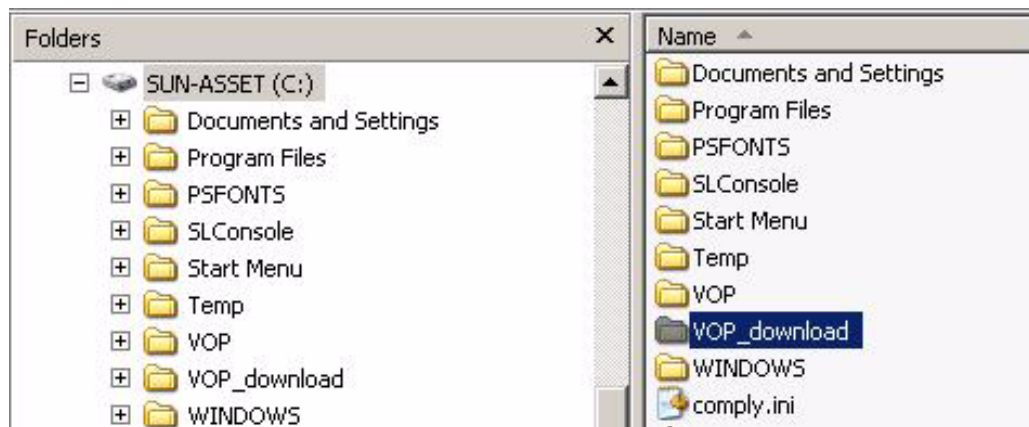 Folders
SUN-ASSET (C:)
Documents and Settings
Program Files
PSFONTS
SLConsole
Start Menu
Temp
VOP
VOP_download
WINDOWS
Name
Documents and Settings
Program Files
PSFONTS
SLConsole
Start Menu
Temp
VOP
VOP_download
WINDOWS
comply.ini